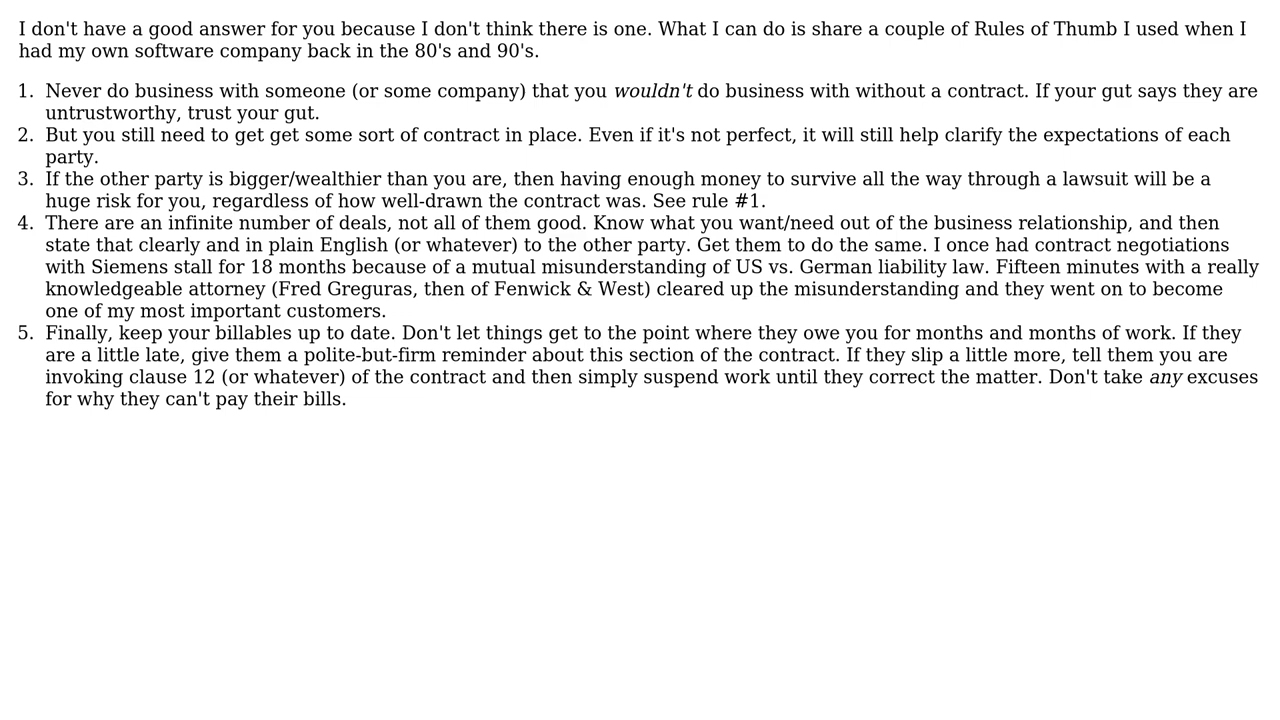 I don't have a good answer for you because I don't think there is one. What I can do is share a couple of Rules of Thumb I used when I
had my own software company back in the 80's and 90's.
1. Never do business with someone (or some company) that you wouldn't do business with without a contract. If your gut says they are
untrustworthy, trust your gut.
2. But you still need to get get some sort of contract in place. Even if it's not perfect, it will still help clarify the expectations of each
party.
3. If the other party is bigger/wealthier than you are, then having enough money to survive all the way through a lawsuit will be a
huge risk for you, regardless of how well-drawn the contract was. See rule #1.
4. There are an infinite number of deals, not all of them good. Know what you want/need out of the business relationship, and then
state that clearly and in plain English (or whatever) to the other party. Get them to do the same. I once had contract negotiations
with Siemens stall for 18 months because of a mutual misunderstanding of US vs. German liability law. Fifteen minutes with a really
knowledgeable attorney (Fred Greguras, then of Fenwick & West) cleared up the misunderstanding and they went on to become
one of my most important customers.
5. Finally, keep your billables up to date. Don't let things get to the point where they owe you for months and months of work. If they
are a little late, give them a polite-but-firm reminder about this section of the contract. If they slip a little more, tell them you are
invoking clause 12 (or whatever) of the contract and then simply suspend work until they correct the matter. Don't take any excuses
for why they can't pay their bills.